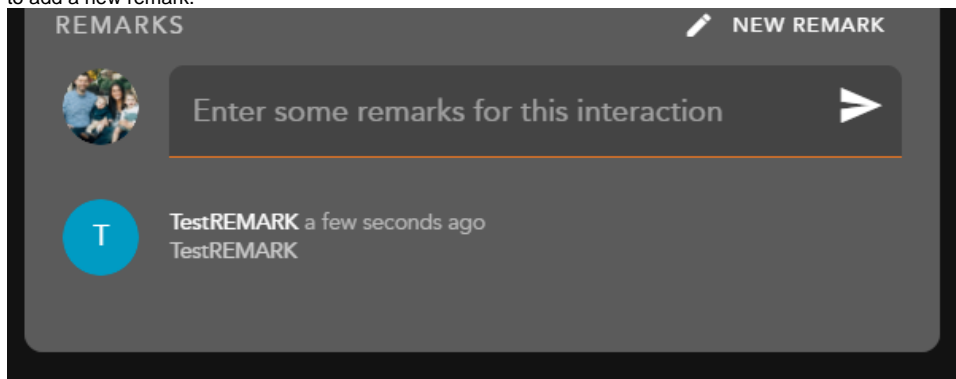 to add a new remark.
REMARKS
NEW REMARK
Enter some remarks for this interaction
T
TestREMARK a few seconds ago
TestREMARK